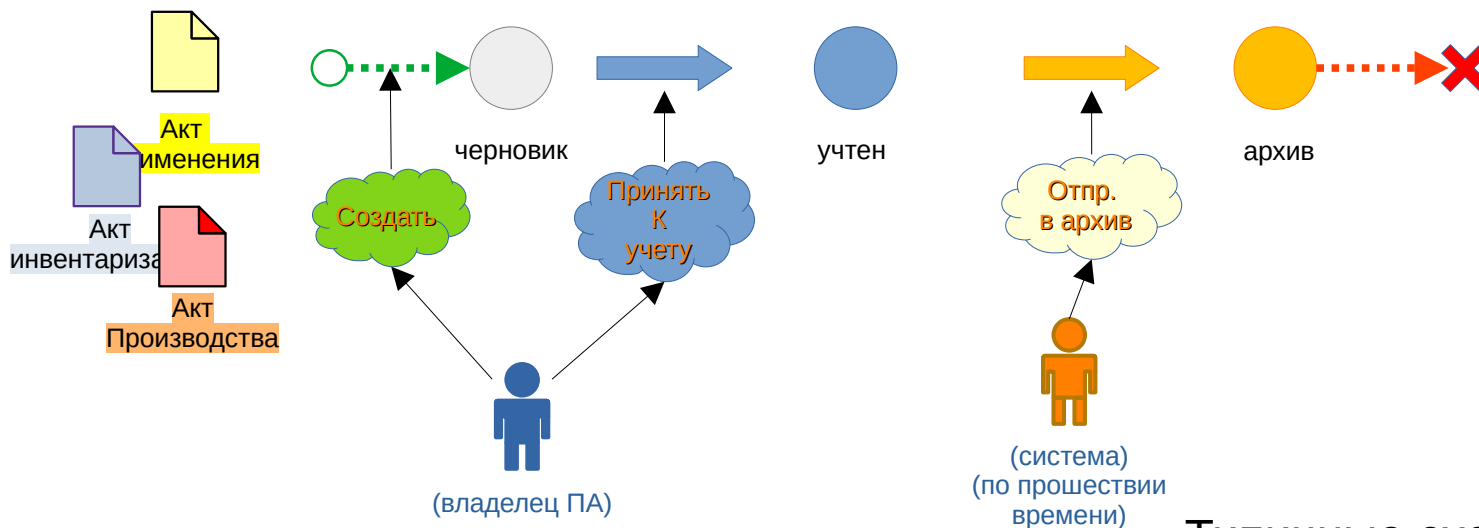 Акт
именения
Акт
инвентариза
Акт
Производства
черновик
учтен
архив
Создать
Принять
К
учету
Отпр.
в архив
(владелец ПА)
(система)
(по прошествии
времени)